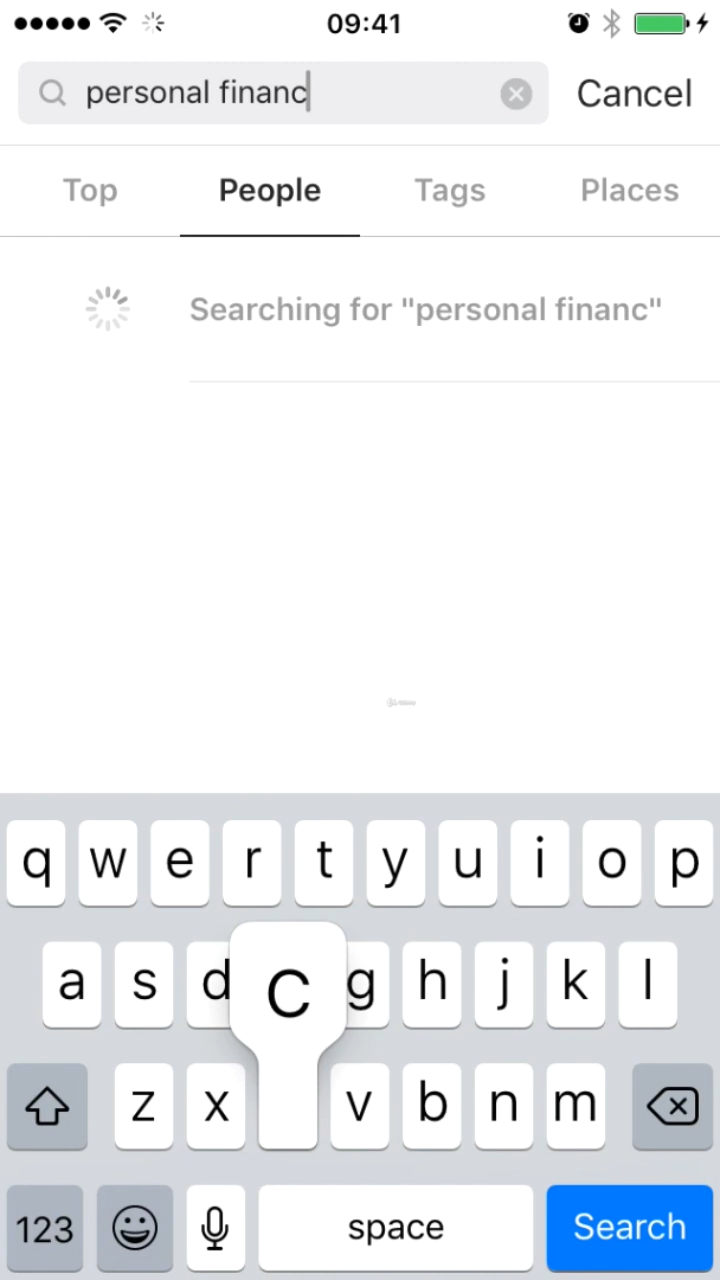 09:41
personal financ
Cancel
Top People Tags Places
Searching for "personal financ"
q w e r t y u i o p
a s d c g h j k l
z x v b n m
123 space Search